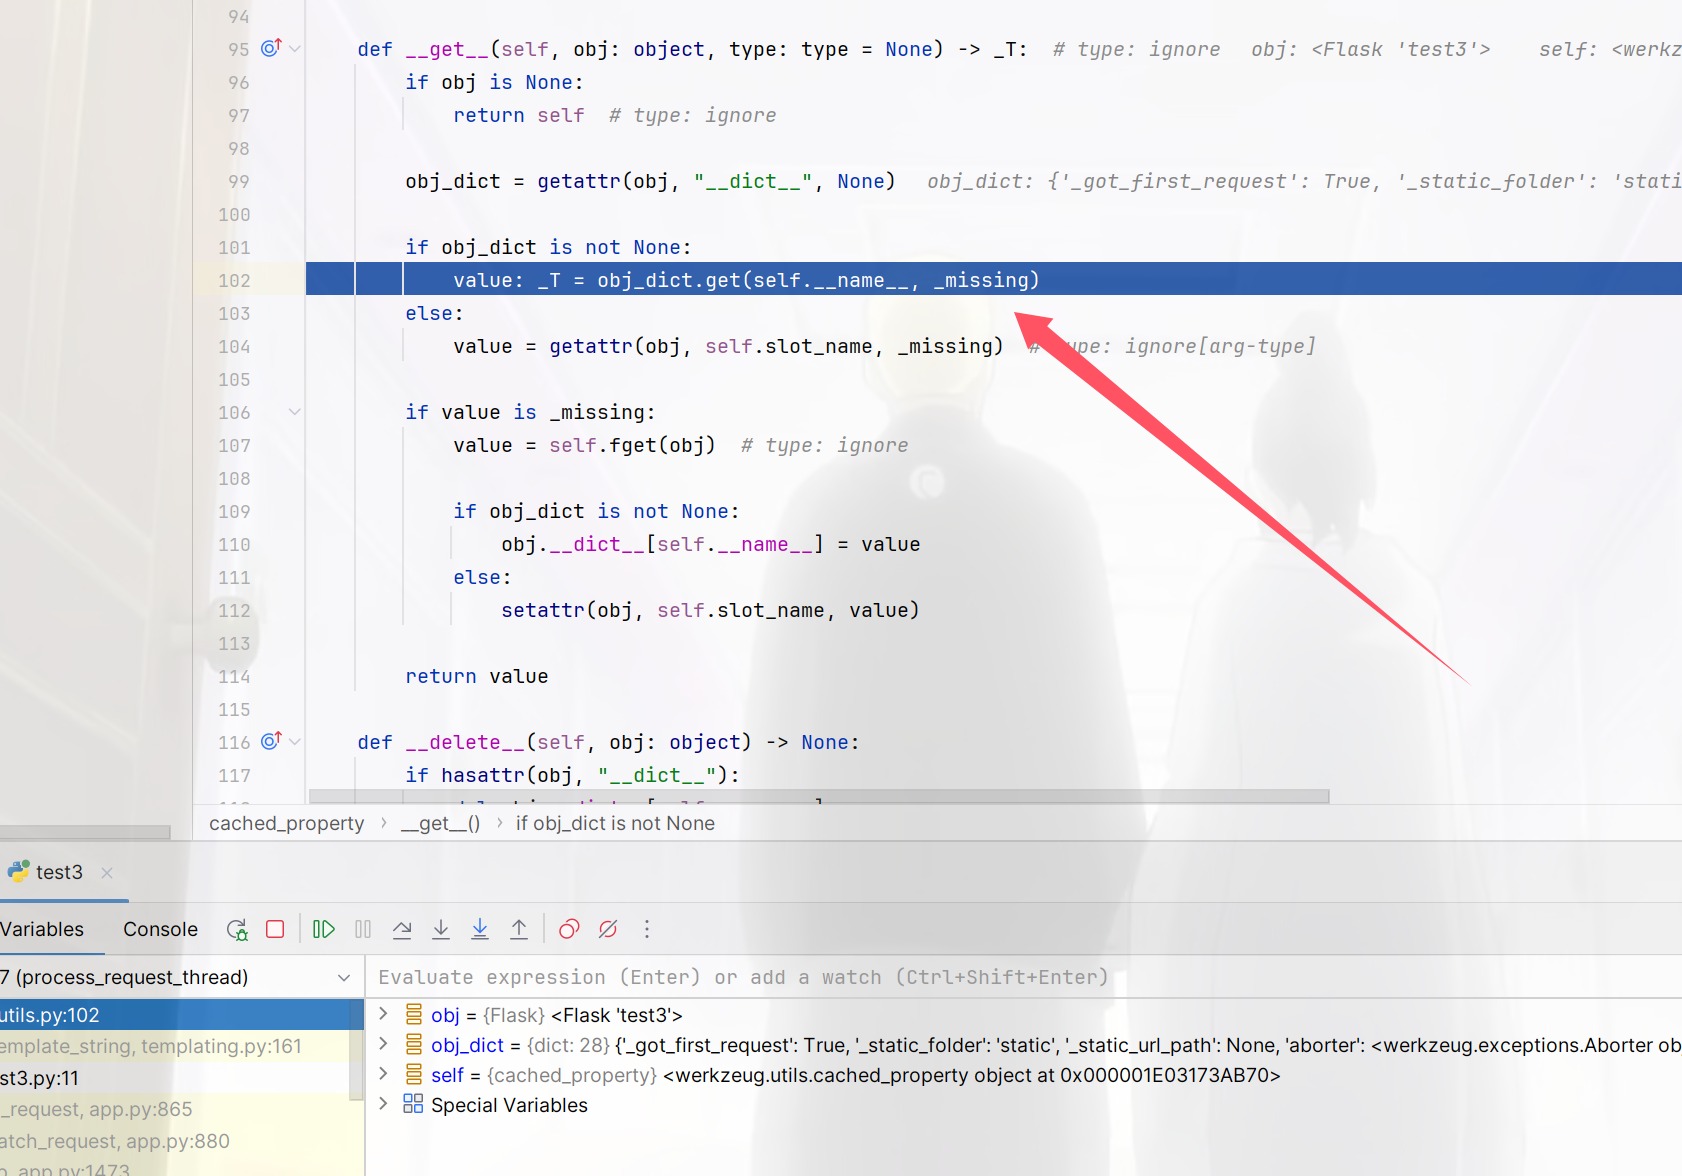 94
95 def __get__(self, obj: object, type: type = None) -> _T:  # type: ignore   obj: <Flask 'test3'>    self: <werkz
96 if obj is None:
97 return self  # type: ignore
98
99 obj_dict = getattr(obj, "__dict__", None)   obj_dict: {'_got_first_request': True, '_static_folder': 'stati
100
101 if obj_dict is not None:
102 value: _T = obj_dict.get(self.__name__, _missing)
103 else:
104 value = getattr(obj, self.slot_name, _missing)  # type: ignore[arg-type]
105
106 if value is _missing:
107 value = self.fget(obj)  # type: ignore
108
109 if obj_dict is not None:
110 obj.__dict__[self.__name__] = value
111 else:
112 setattr(obj, self.slot_name, value)
113
114 return value
115
116 def __delete__(self, obj: object) -> None:
117 if hasattr(obj, "__dict__"):
cached_property › __get__() › if obj_dict is not None
test3 ×
Variables Console
7 (process_request_thread) Evaluate expression (Enter) or add a watch (Ctrl+Shift+Enter)
utils.py:102
emplate_string, templating.py:161
st3.py:11
_request, app.py:865
atch_request, app.py:880
app.py:1473
obj = {Flask} <Flask 'test3'>
obj_dict = {dict: 28} {'_got_first_request': True, '_static_folder': 'static', '_static_url_path': None, 'aborter': <werkzeug.exceptions.Aborter ob
self = {cached_property} <werkzeug.utils.cached_property object at 0x000001E03173AB70>
Special Variables